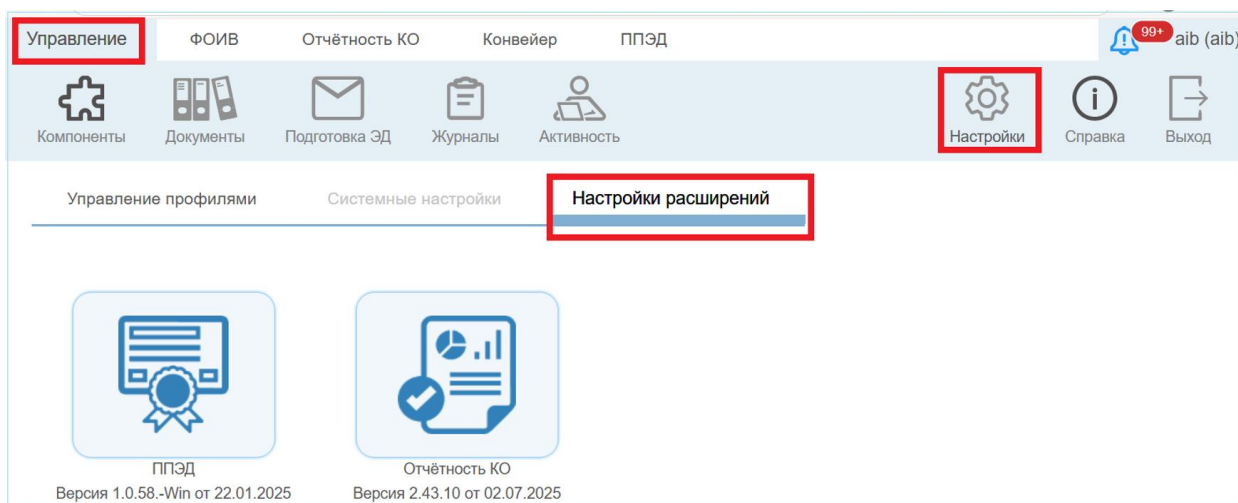 Управление ФОИВ Отчётность КО Конвейер ППЭД 99+ aib (aib)
Компоненты Документы Подготовка ЭД Журналы Активность Настройки Справка Выход
Управление профилями Системные настройки Настройки расширений
ППЭД Отчётность КО
Версия 1.0.58.-Win от 22.01.2025 Версия 2.43.10 от 02.07.2025